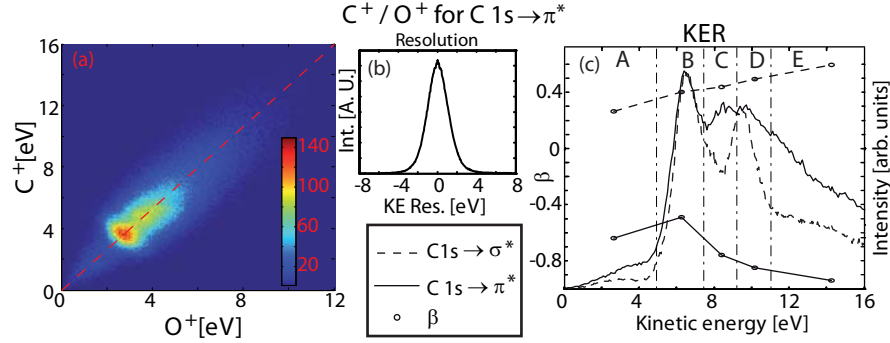 C⁺ / O⁺ for C 1s→π*
(a)
16
12
8
4
0
C⁺[eV]
0 4 8 12
O⁺[eV]
140
100
60
20
Resolution
(b)
Int. [A. U.]
-8 -4 0 4 8
KE Res. [eV]
C1s→σ*
C 1s→π*
β
KER
(c) A B C D E
0.4
0
-0.4
-0.8
β
Intensity [arb. units]
0 4 8 12 16
Kinetic energy [eV]